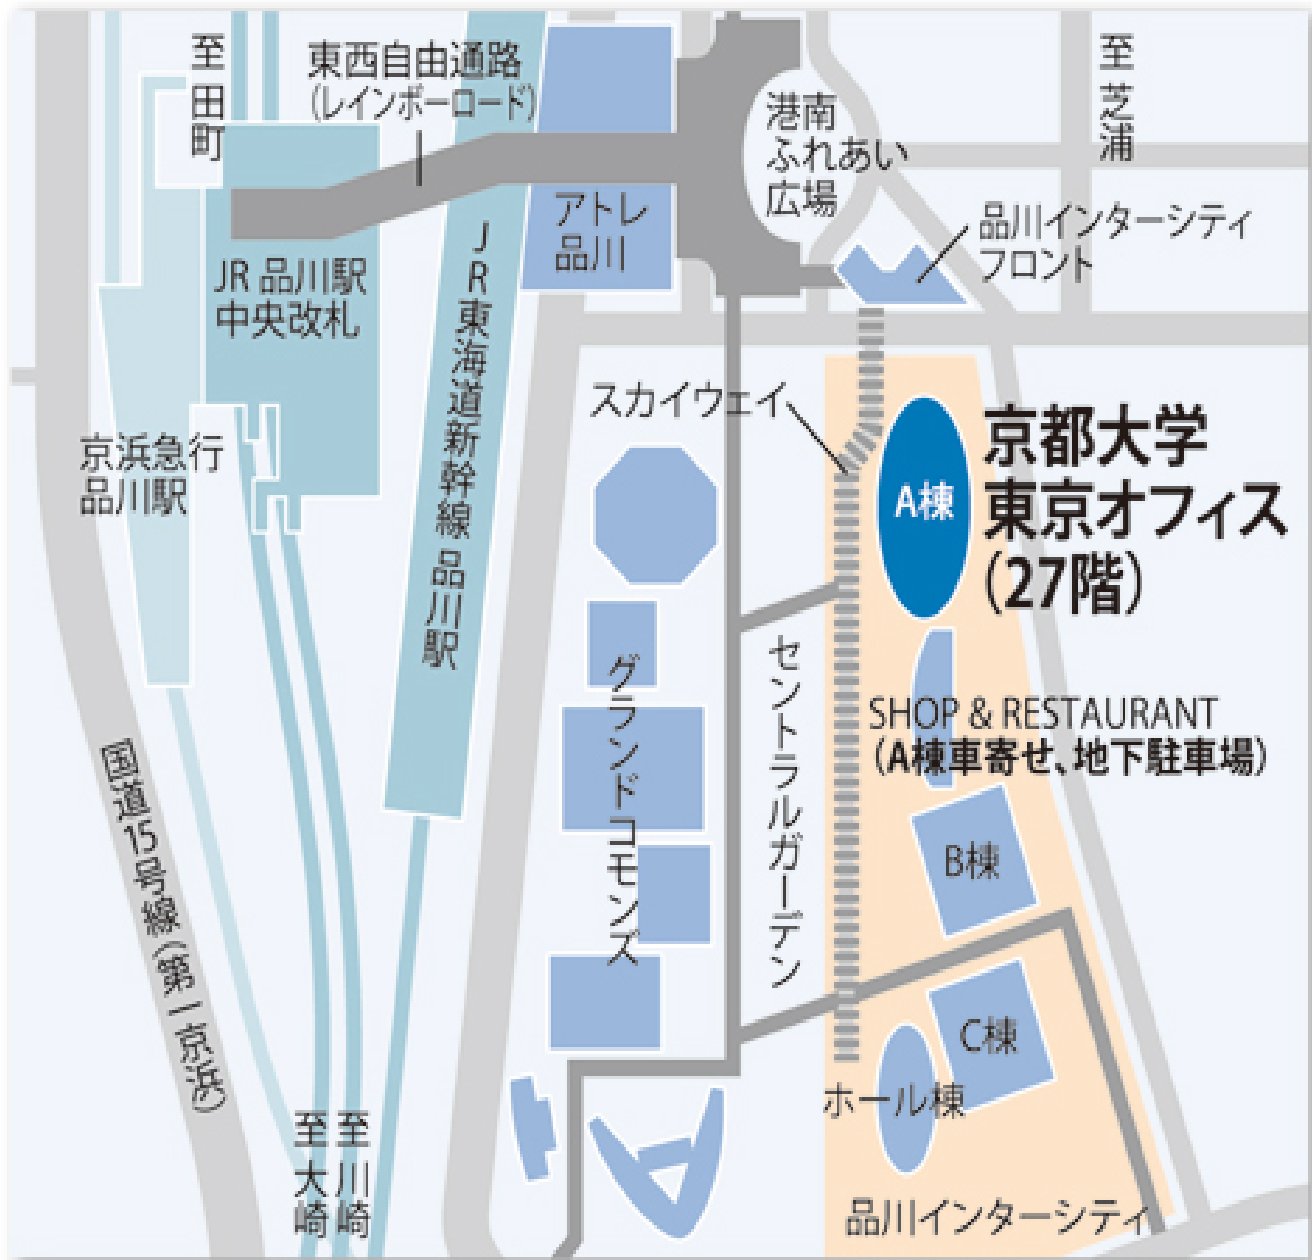 至田町
東西自由通路
(レインボーロード)
港南
ふれあい
広場
至芝浦
アトレ
品川
品川インターシティ
フロント
JR 品川駅
中央改札
JR東海道新幹線 品川駅
スカイウェイ
京浜急行
品川駅
A棟
京都大学
東京オフィス
(27階)
グランドコモンズ
セントラルガーデン
SHOP & RESTAURANT
(A棟車寄せ、地下駐車場)
国道15号線(第一京浜)
B棟
C棟
ホール棟
至大崎
至川崎
品川インターシティ